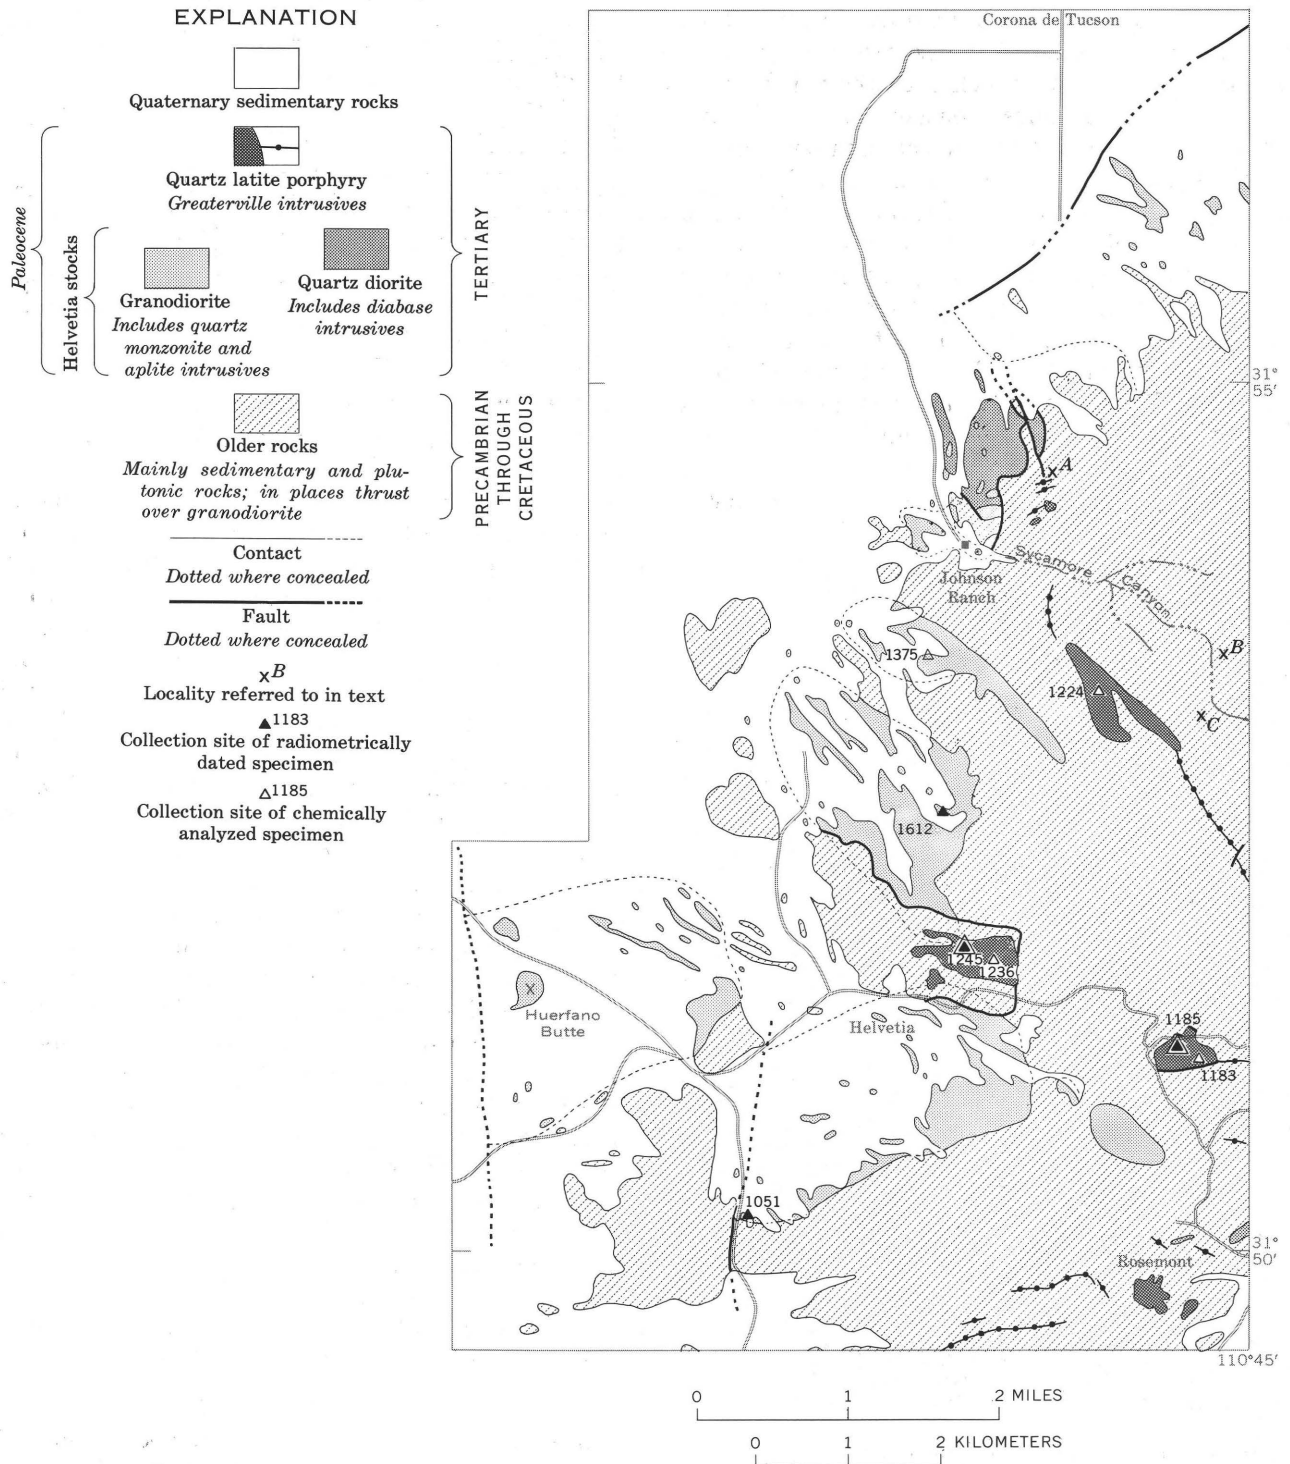 EXPLANATION
Quaternary sedimentary rocks
Quartz latite porphyry
Greaterville intrusives
Paleocene
Helvetia stocks
Granodiorite
Includes quartz
monzonite and
aplite intrusives
Quartz diorite
Includes diabase
intrusives
TERTIARY
Older rocks
Mainly sedimentary and plu-
tonic rocks; in places thrust
over granodiorite
PRECAMBRIAN
THROUGH
CRETACEOUS
Contact
Dotted where concealed
Fault
Dotted where concealed
xB
Locality referred to in text
1183
Collection site of radiometrically
dated specimen
1185
Collection site of chemically
analyzed specimen
Corona de Tucson
31°
55′
xA
Sycamore
Canyon
Johnson
Ranch
xB
1375
1224
xC
1612
1245
1236
x
Huerfano
Butte
Helvetia
1185
1183
1051
31°
50′
Rosemont
110°45′
0 1 2 MILES
0 1 2 KILOMETERS